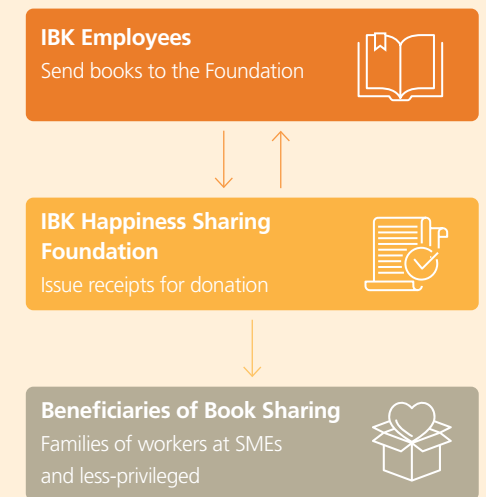 IBK Employees
Send books to the Foundation
IBK Happiness Sharing
Foundation
Issue receipts for donation
Beneficiaries of Book Sharing
Families of workers at SMEs
and less-privileged